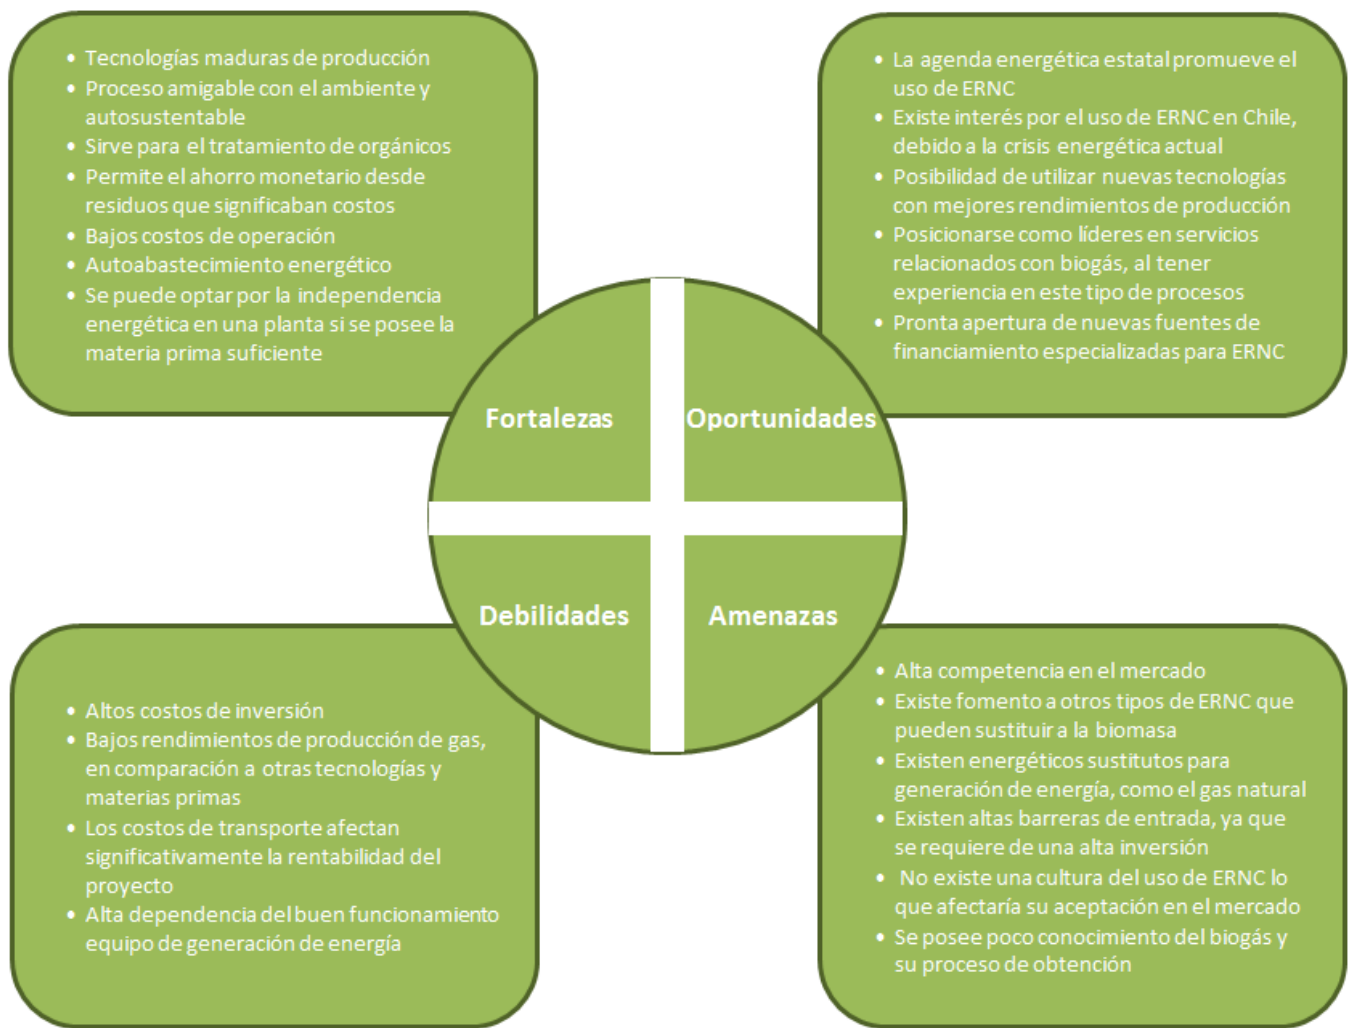 • Tecnologías maduras de producción
• Proceso amigable con el ambiente y
autosustentable
• Sirve para el tratamiento de orgánicos
• Permite el ahorro monetario desde
residuos que significaban costos
• Bajos costos de operación
• Autoabastecimiento energético
• Se puede optar por la independencia
energética en una planta si se posee la
materia prima suficiente
• La agenda energética estatal promueve el
uso de ERNC
• Existe interés por el uso de ERNC en Chile,
debido a la crisis energética actual
• Posibilidad de utilizar nuevas tecnologías
con mejores rendimientos de producción
• Posicionarse como líderes en servicios
relacionados con biogás, al tener
experiencia en este tipo de procesos
• Pronta apertura de nuevas fuentes de
financiamiento especializadas para ERNC
Fortalezas
Oportunidades
Debilidades
Amenazas
• Altos costos de inversión
• Bajos rendimientos de producción de gas,
en comparación a otras tecnologías y
materias primas
• Los costos de transporte afectan
significativamente la rentabilidad del
proyecto
• Alta dependencia del buen funcionamiento
equipo de generación de energía
• Alta competencia en el mercado
• Existe fomento a otros tipos de ERNC que
pueden sustituir a la biomasa
• Existen energéticos sustitutos para
generación de energía, como el gas natural
• Existen altas barreras de entrada, ya que
se requiere de una alta inversión
• No existe una cultura del uso de ERNC lo
que afectaría su aceptación en el mercado
• Se posee poco conocimiento del biogás y
su proceso de obtención